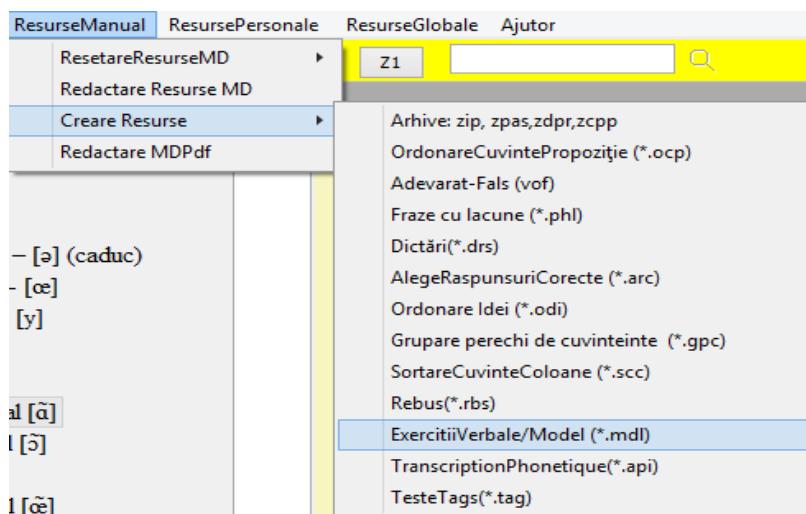 ResurseManual ResursePersonale ResurseGlobale Ajutor
Z1
ResetareResurseMD
Redactare Resurse MD
Creare Resurse
Redactare MDPdf
Arhive: zip, zpas,zdpr,zcpp
OrdonareCuvintePropoziţie (*.ocp)
Adevarat-Fals (vof)
Fraze cu lacune (*.phl)
Dictări(*.drs)
AlegeRaspunsuriCorecte (*.arc)
Ordonare Idei (*.odi)
Grupare perechi de cuvinteinte (*.gpc)
SortareCuvinteColoane (*.scc)
Rebus(*.rbs)
ExercitiiVerbale/Model (*.mdl)
TranscriptionPhonetique(*.api)
TesteTags(*.tag)
– [ə] (caduc)
- [œ]
[y]
al [ɑ̃]
l [ɔ̃]
l [œ̃]